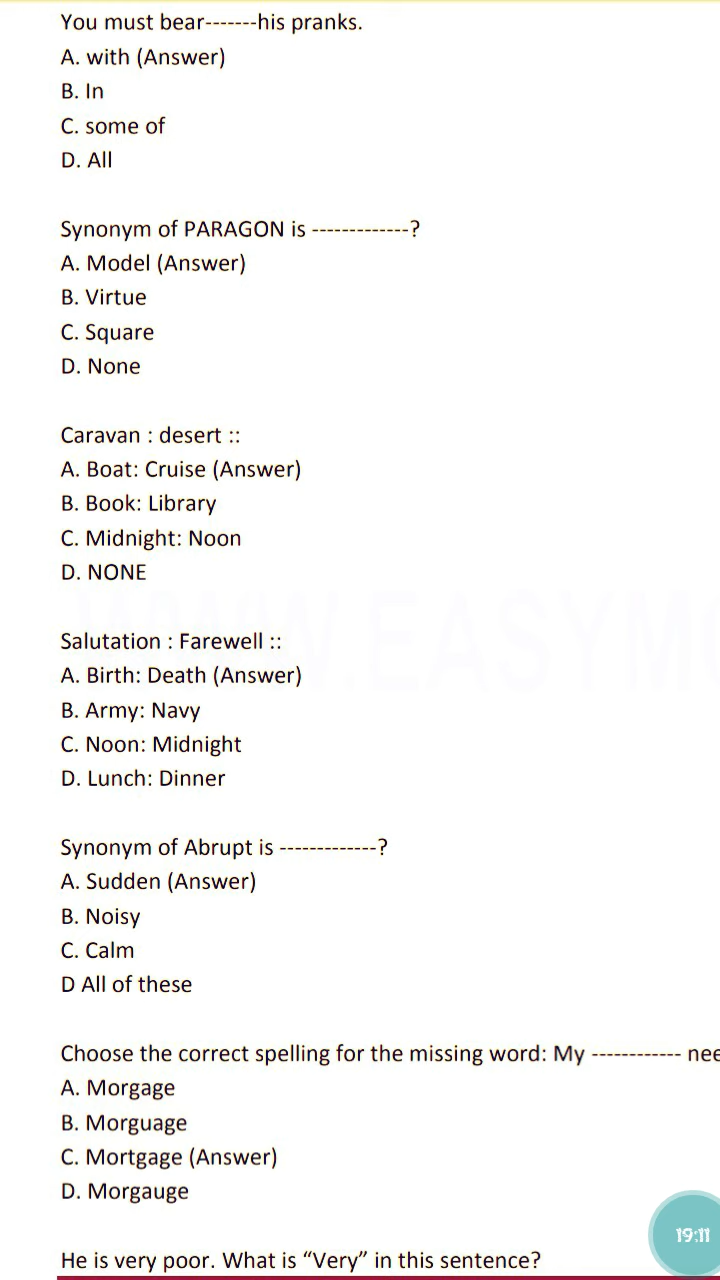 You must bear-------his pranks.
A. with (Answer)
B. In
C. some of
D. All
Synonym of PARAGON is -------------?
A. Model (Answer)
B. Virtue
C. Square
D. None
Caravan : desert ::
A. Boat: Cruise (Answer)
B. Book: Library
C. Midnight: Noon
D. NONE
Salutation : Farewell ::
A. Birth: Death (Answer)
B. Army: Navy
C. Noon: Midnight
D. Lunch: Dinner
Synonym of Abrupt is -------------?
A. Sudden (Answer)
B. Noisy
C. Calm
D All of these
Choose the correct spelling for the missing word: My ------------ nee
A. Morgage
B. Morguage
C. Mortgage (Answer)
D. Morgauge
19:11
He is very poor. What is “Very” in this sentence?